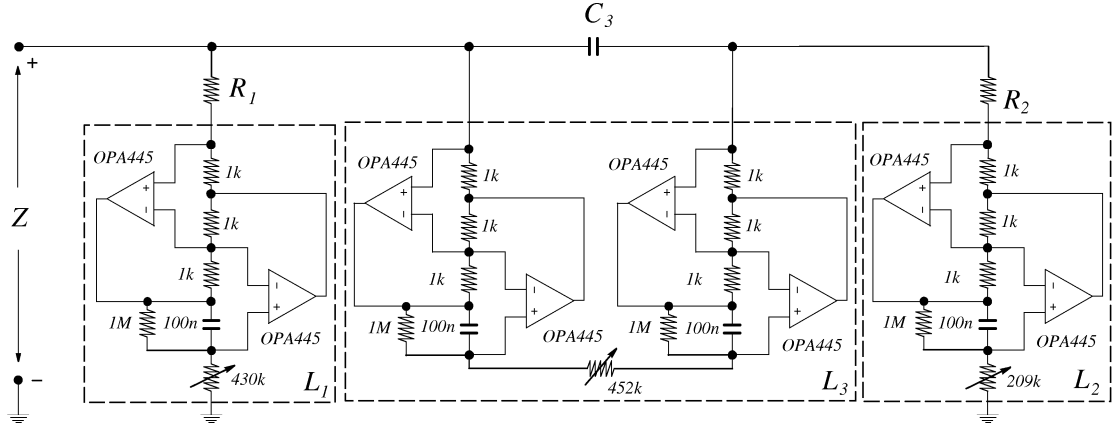 C3
+
R1
R2
OPA445
1k
OPA445
1k
OPA445
1k
OPA445
1k
+
-
1k
+
-
1k
+
-
1k
+
-
1k
Z
1k
-
+
1k
-
+
1k
-
+
1k
-
+
1M
100n
OPA445
1M
100n
OPA445
1M
100n
OPA445
1M
100n
OPA445
-
430k
L1
452k
L3
209k
L2